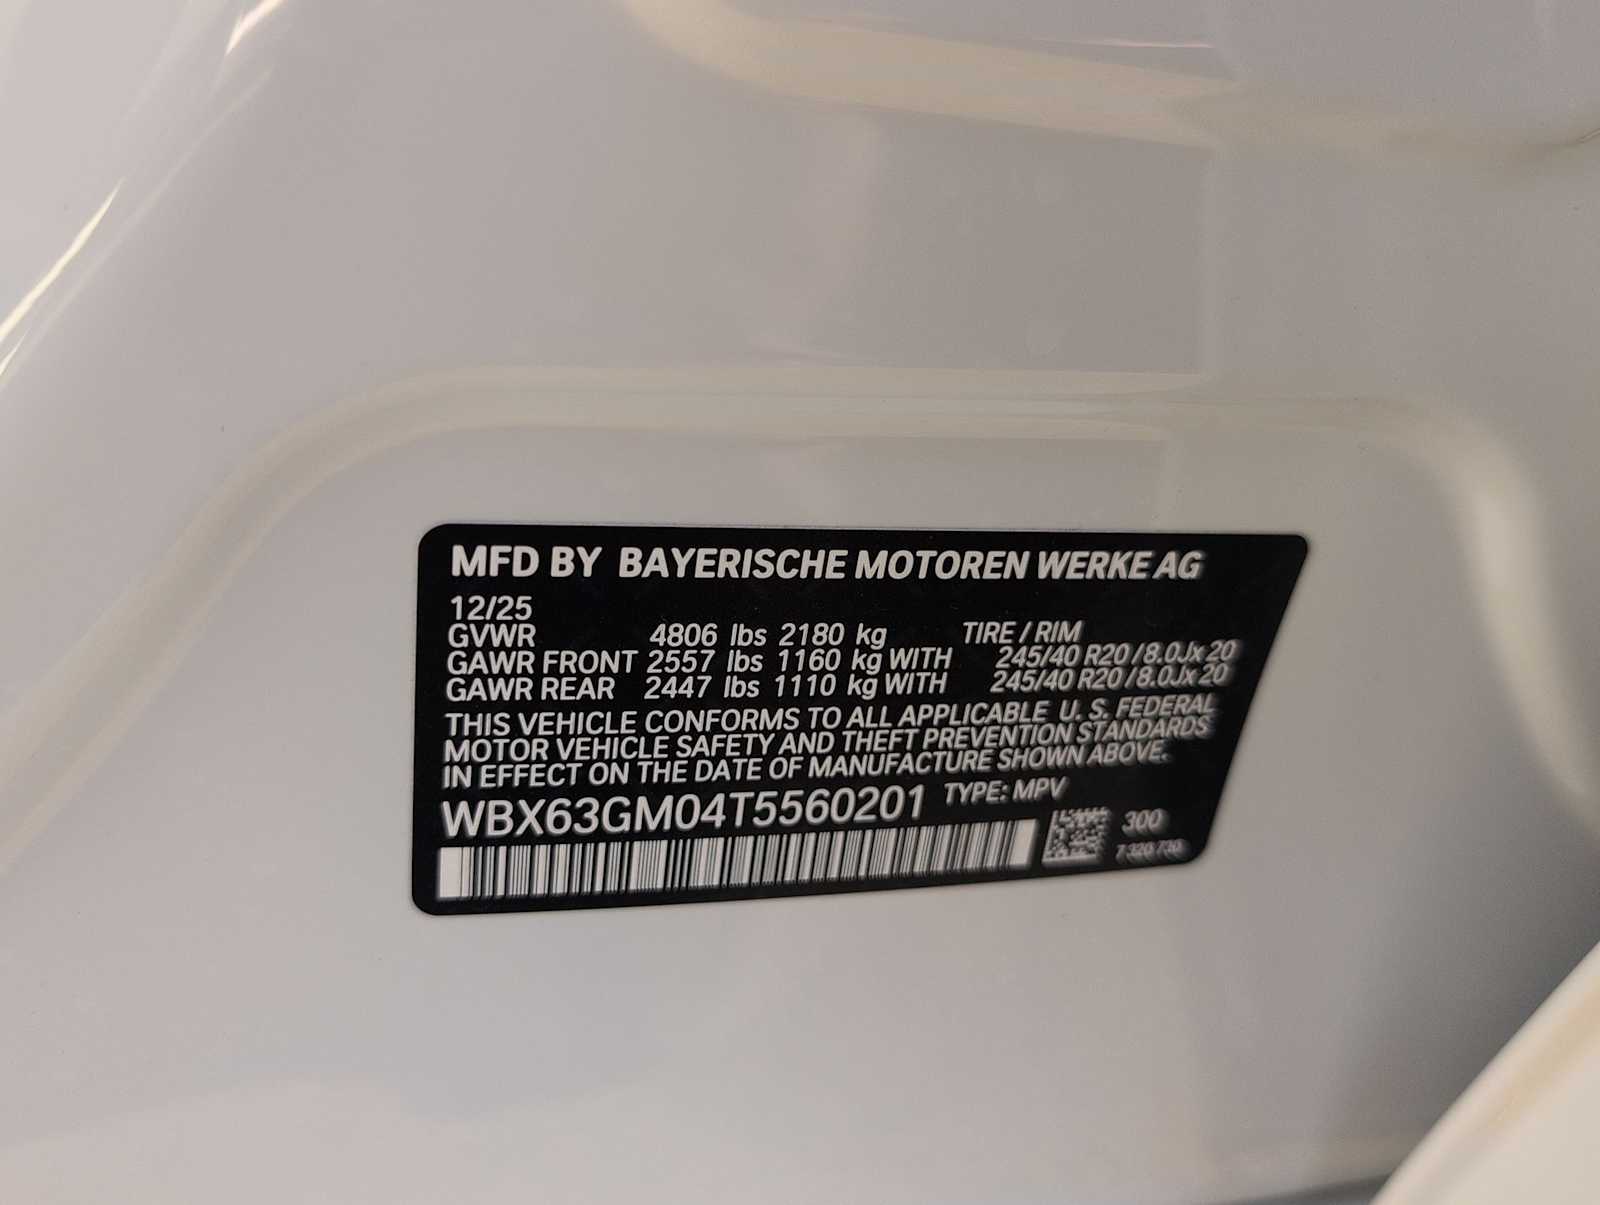 MFD BY BAYERISCHE MOTOREN WERKE AG
12/25
GVWR 4806 lbs 2180 kg TIRE / RIM
GAWR FRONT 2557 lbs 1160 kg WITH 245/40 R20 / 8.0Jx 20
GAWR REAR 2447 lbs 1110 kg WITH 245/40 R20 / 8.0Jx 20
THIS VEHICLE CONFORMS TO ALL APPLICABLE U. S. FEDERAL
MOTOR VEHICLE SAFETY AND THEFT PREVENTION STANDARDS
IN EFFECT ON THE DATE OF MANUFACTURE SHOWN ABOVE.
WBX63GM04T5560201 TYPE: MPV
300
7 320 730